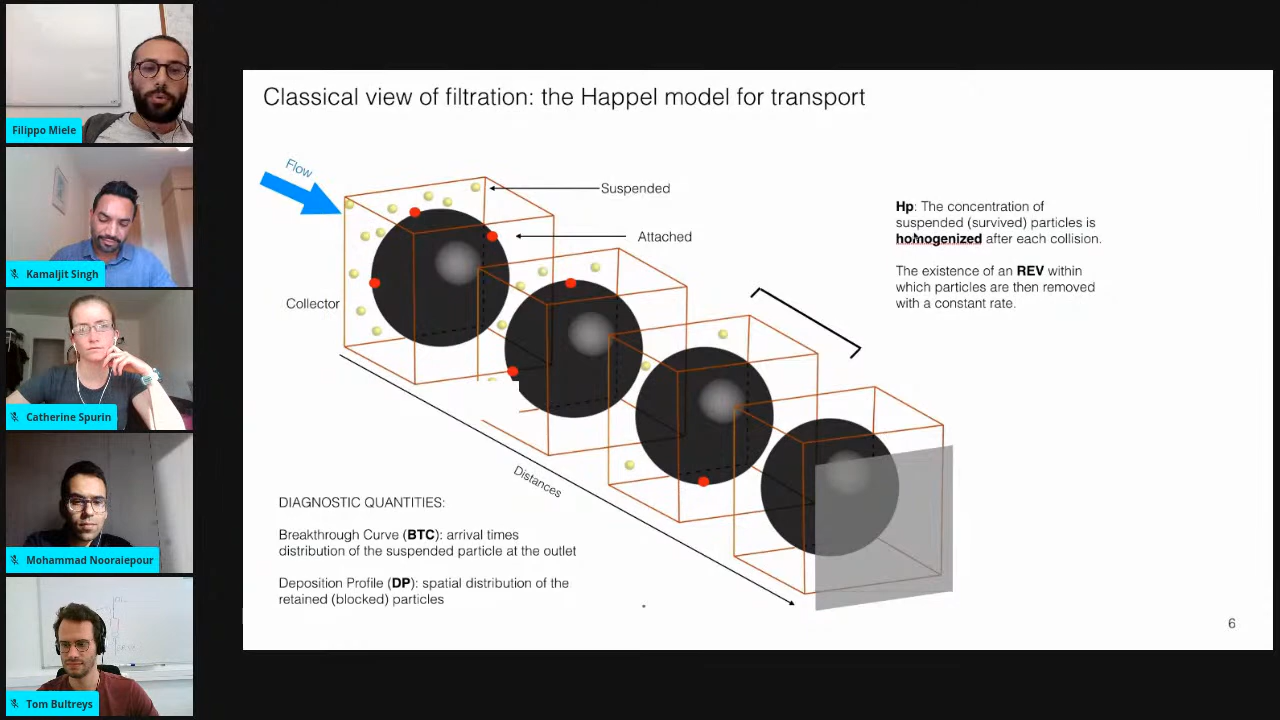 Filippo Miele
Kamaljit Singh
Catherine Spurin
Mohammad Nooraiepour
Tom Bultreys
Classical view of filtration: the Happel model for transport
Flow
Suspended
Attached
Collector
Distances
Hp: The concentration of
suspended (survived) particles is
homogenized after each collision.
The existence of an REV within
which particles are then removed
with a constant rate.
DIAGNOSTIC QUANTITIES:
Breakthrough Curve (BTC): arrival times
distribution of the suspended particle at the outlet
Deposition Profile (DP): spatial distribution of the
retained (blocked) particles
6